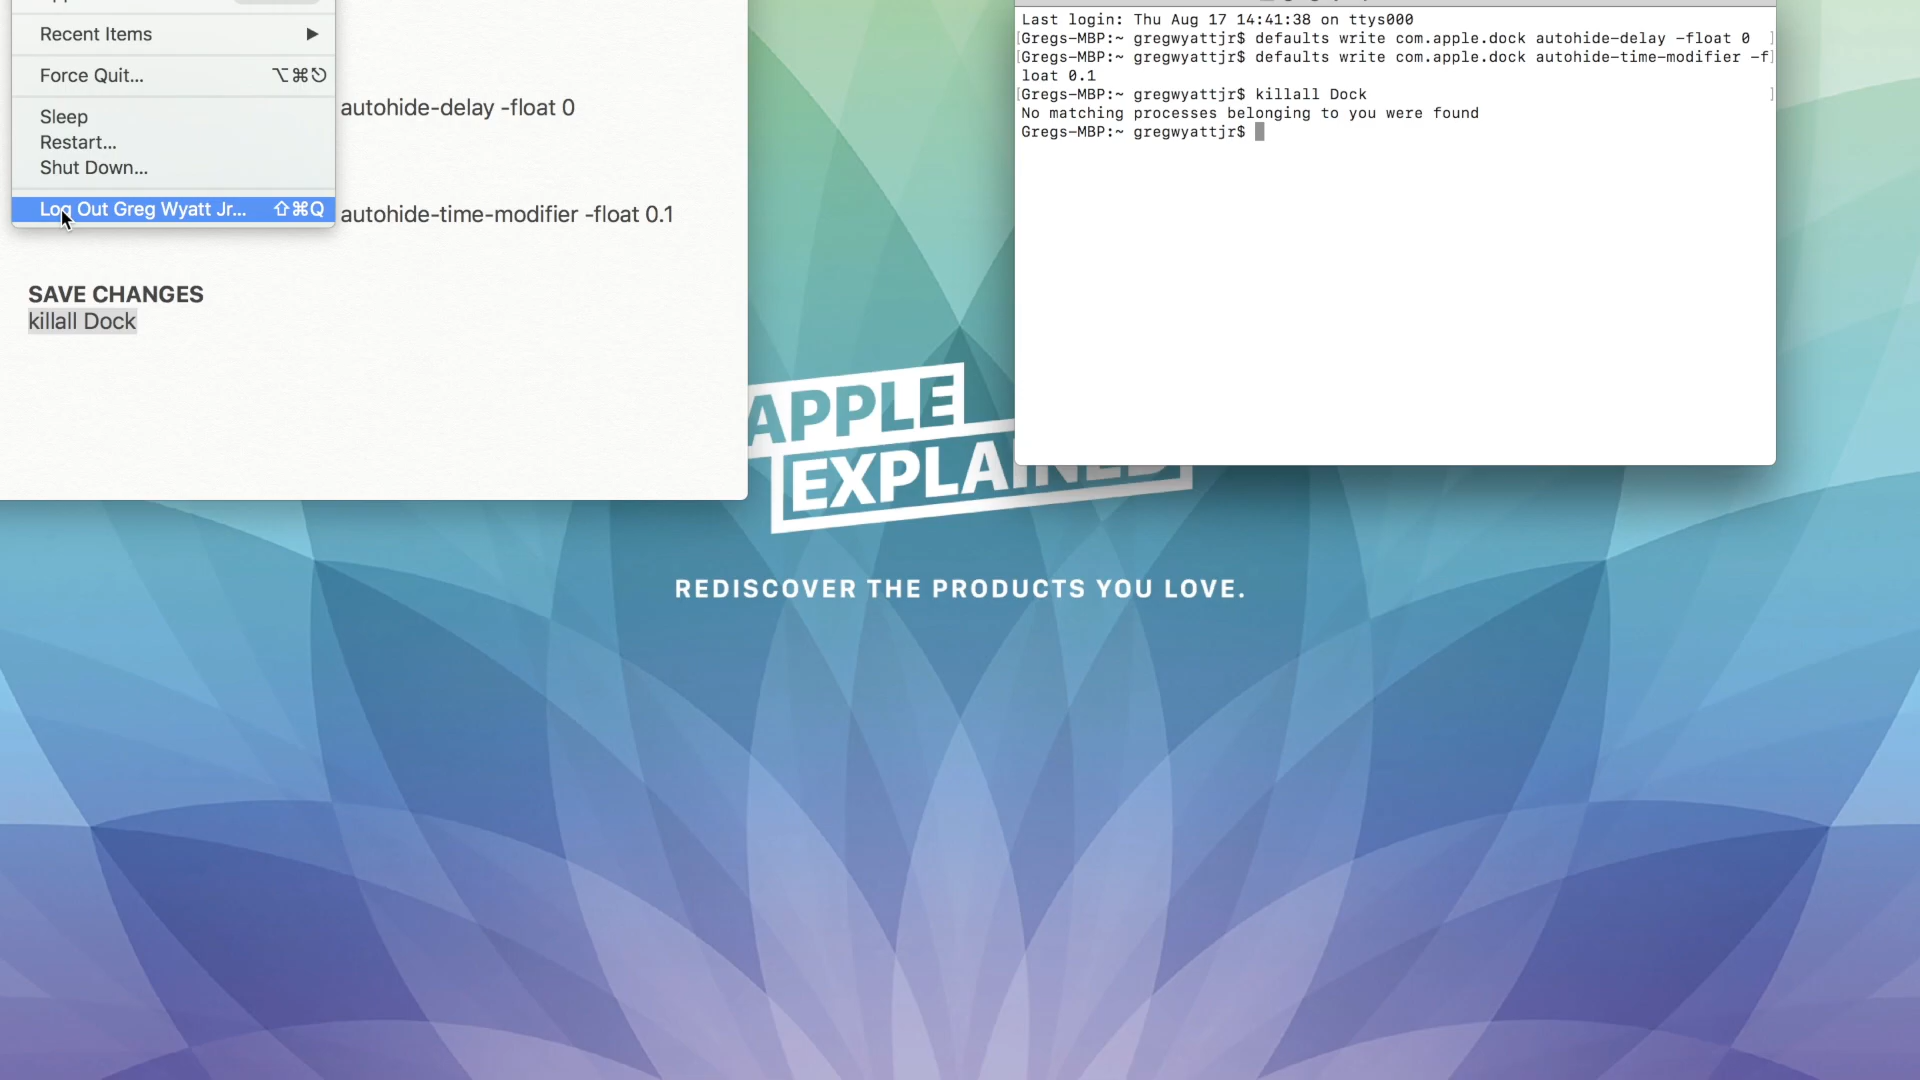 Recent Items ▶
Force Quit... ⌥⌘⎋
Sleep
Restart...
Shut Down...
Log Out Greg Wyatt Jr... ⇧⌘Q
autohide-delay -float 0
autohide-time-modifier -float 0.1
SAVE CHANGES
killall Dock
Last login: Thu Aug 17 14:41:38 on ttys000
[Gregs-MBP:~ gregwyattjr$ defaults write com.apple.dock autohide-delay -float 0 ]
[Gregs-MBP:~ gregwyattjr$ defaults write com.apple.dock autohide-time-modifier -f]
loat 0.1
[Gregs-MBP:~ gregwyattjr$ killall Dock ]
No matching processes belonging to you were found
Gregs-MBP:~ gregwyattjr$
APPLE
EXPLAINED
REDISCOVER THE PRODUCTS YOU LOVE.